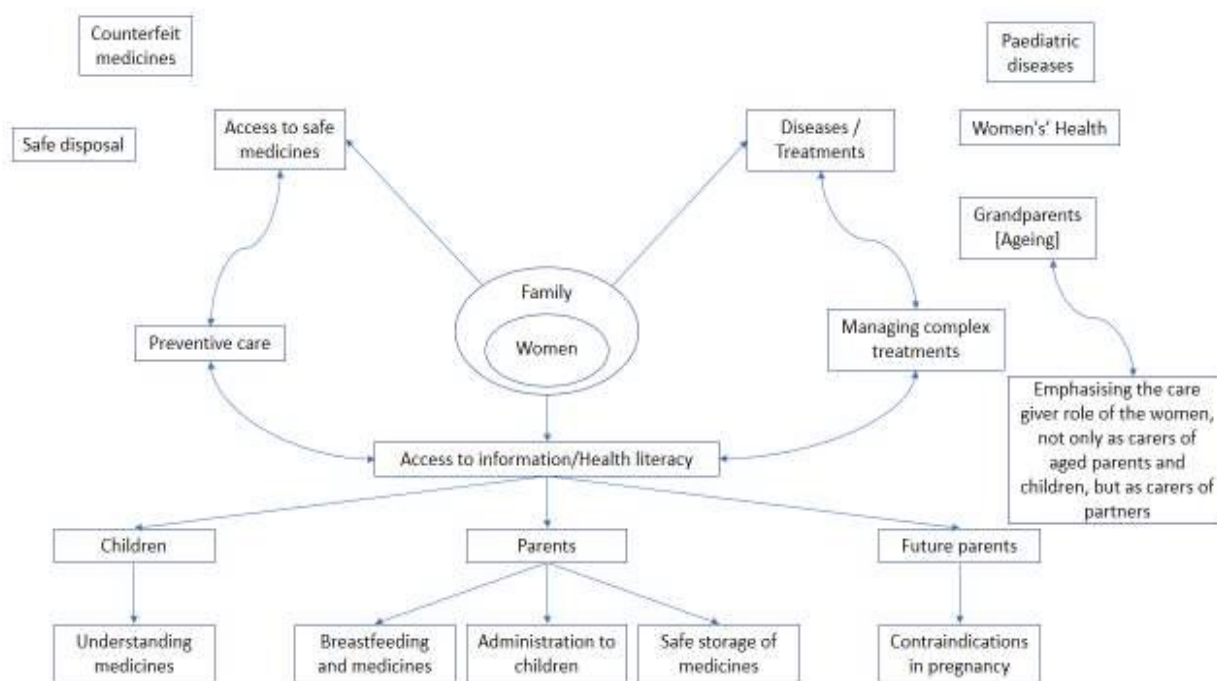 Counterfeit
medicines
Paediatric
diseases
Safe disposal
Access to safe
medicines
Diseases /
Treatments
Women's' Health
Grandparents
[Ageing]
Family
Women
Preventive care
Managing complex
treatments
Emphasising the care
giver role of the women,
not only as carers of
aged parents and
children, but as carers of
partners
Access to information/Health literacy
Children
Parents
Future parents
Understanding
medicines
Breastfeeding
and medicines
Administration to
children
Safe storage of
medicines
Contraindications
in pregnancy